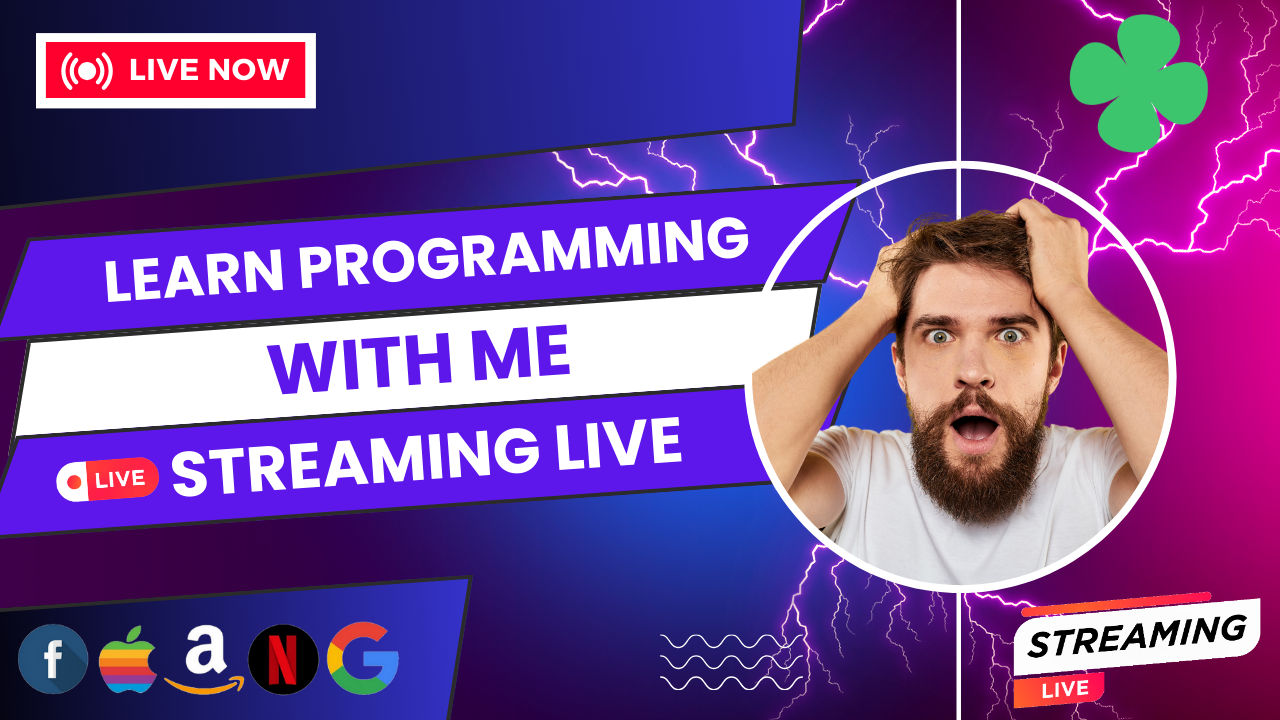 LIVE NOW
LEARN PROGRAMMING
WITH ME
LIVE STREAMING LIVE
f a N G
STREAMING
LIVE